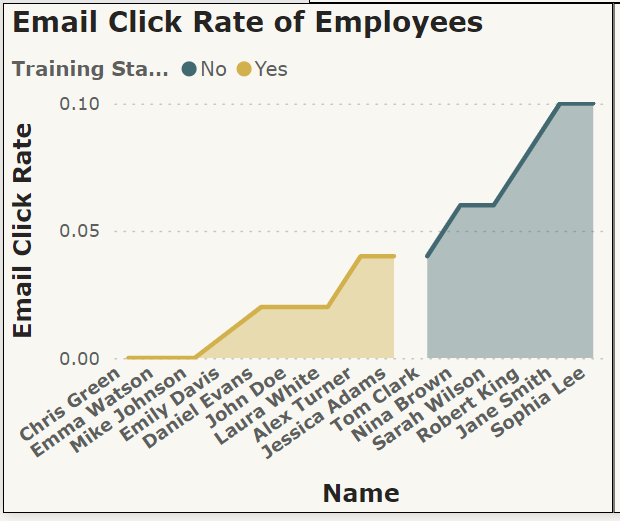 Email Click Rate of Employees
Training Sta... No Yes
0.10
0.05
0.00
Email Click Rate
Chris Green
Emma Watson
Mike Johnson
Emily Davis
Daniel Evans
John Doe
Laura White
Alex Turner
Jessica Adams
Tom Clark
Nina Brown
Sarah Wilson
Robert King
Jane Smith
Sophia Lee
Name